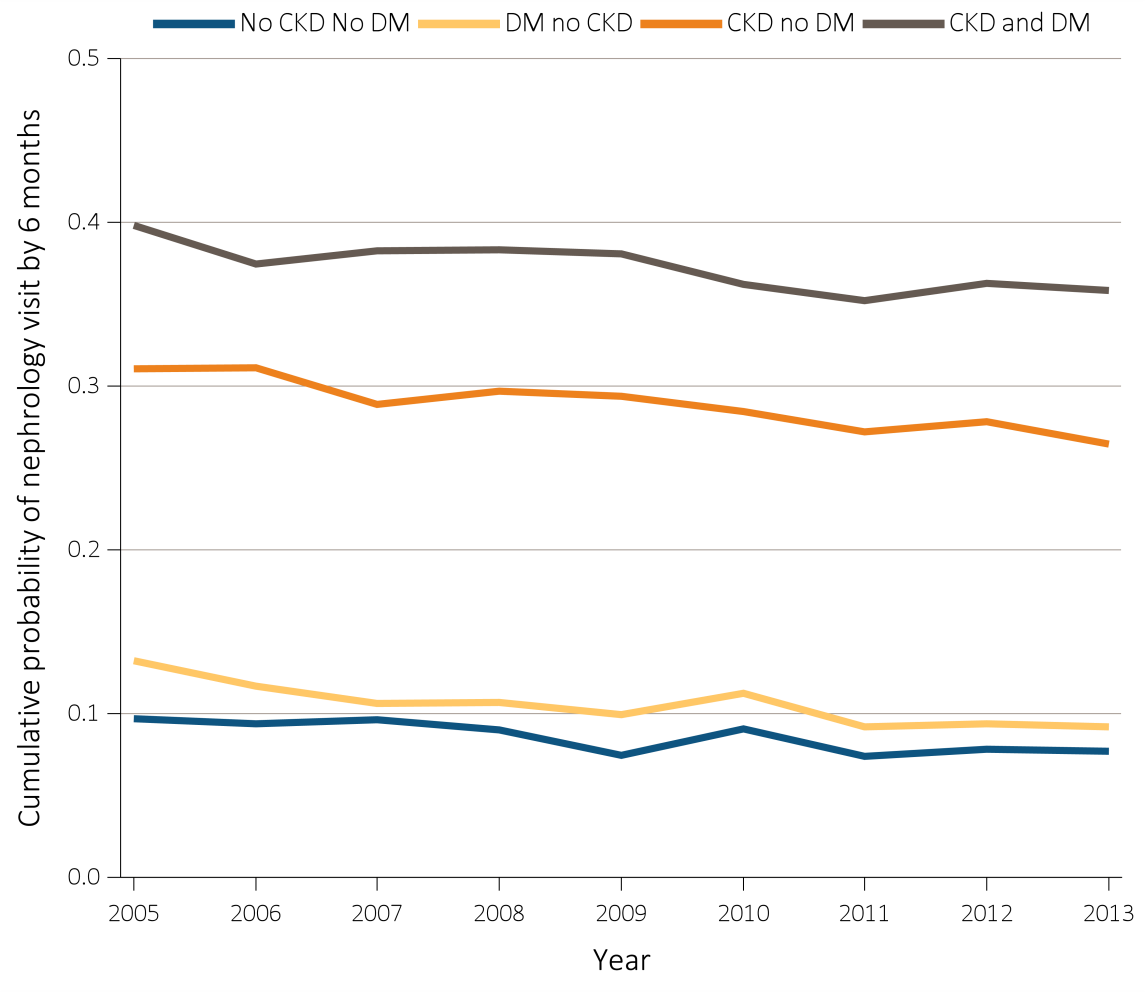 No CKD No DM DM no CKD CKD no DM CKD and DM
Cumulative probability of nephrology visit by 6 months
0.5
0.4
0.3
0.2
0.1
0.0
2005 2006 2007 2008 2009 2010 2011 2012 2013
Year